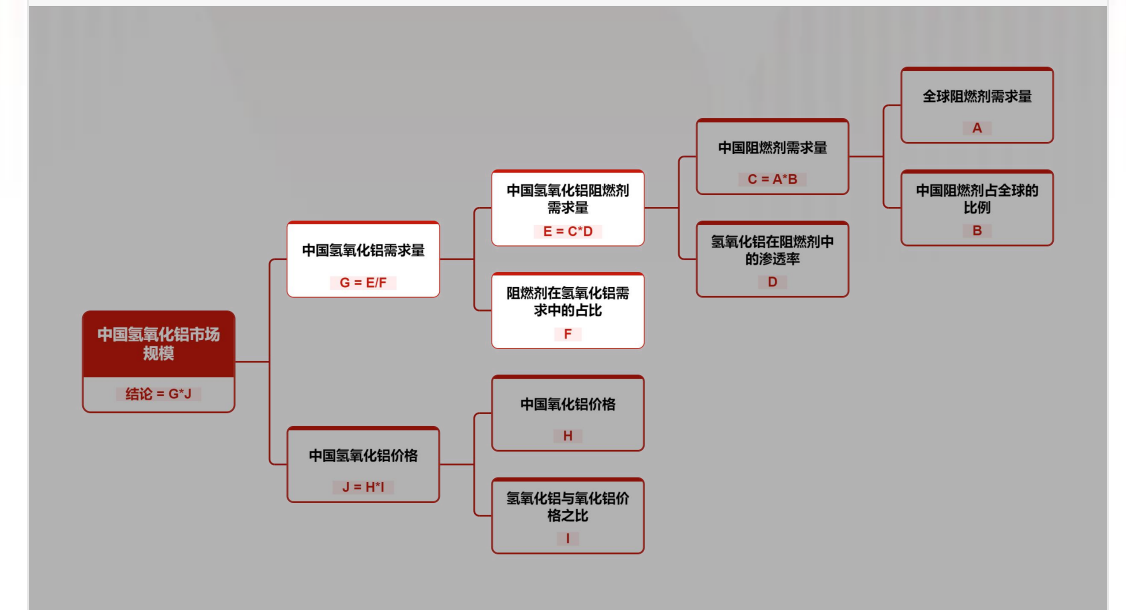 全球阻燃剂需求量
A
中国阻燃剂需求量
C = A*B
中国阻燃剂占全球的
比例
B
中国氢氧化铝阻燃剂
需求量
E = C*D
氢氧化铝在阻燃剂中
的渗透率
D
中国氢氧化铝需求量
G = E/F
阻燃剂在氢氧化铝需
求中的占比
F
中国氢氧化铝市场
规模
结论 = G*J
中国氧化铝价格
H
中国氢氧化铝价格
J = H*I
氢氧化铝与氧化铝价
格之比
I